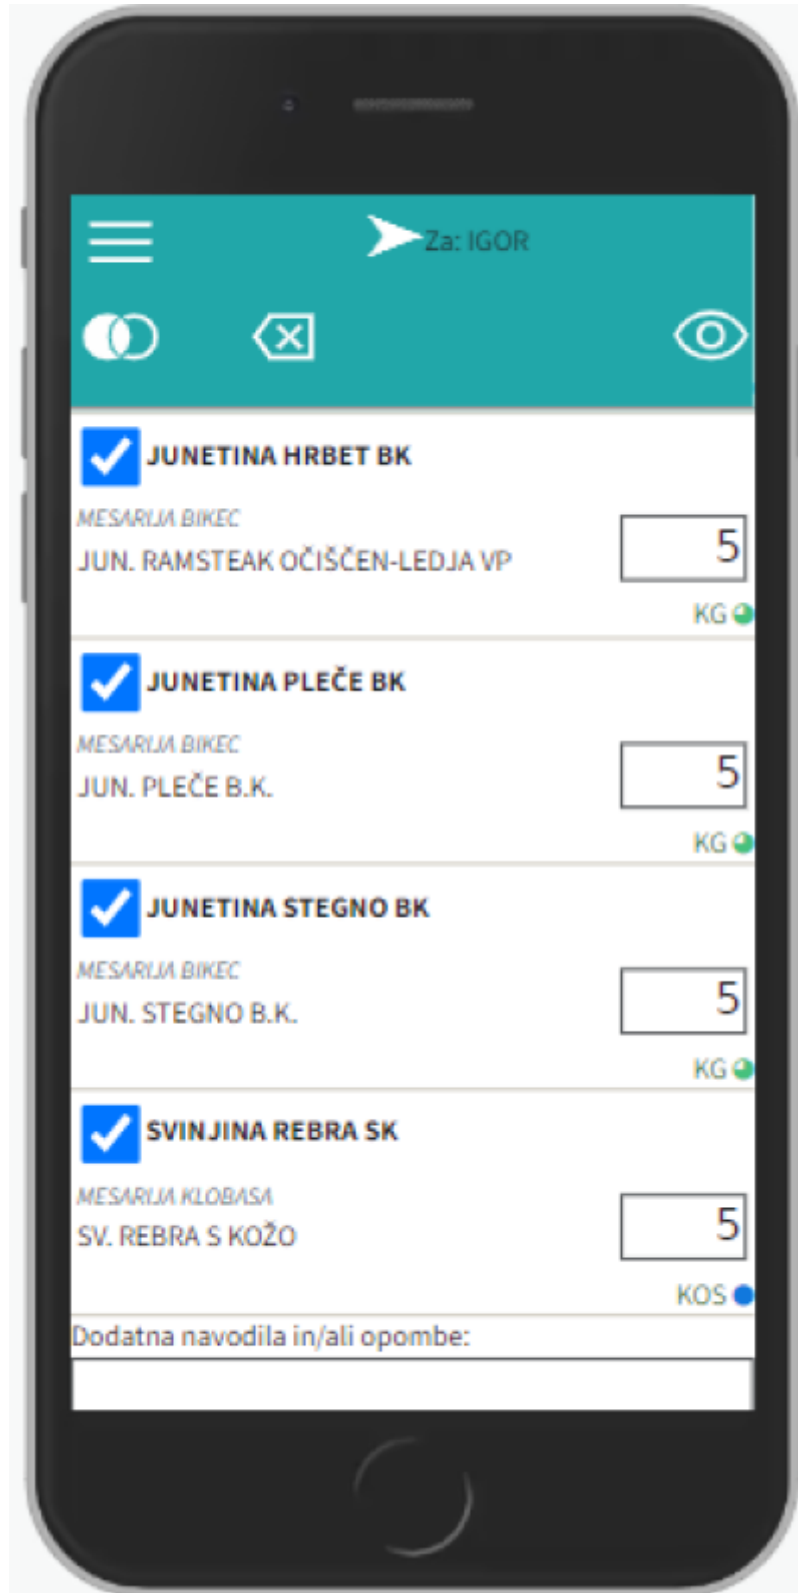 Za: IGOR
JUNETINA HRBET BK
MESARIJA BIKEC
JUN. RAMSTEAK OČIŠČEN-LEDJA VP
5
KG
JUNETINA PLEČE BK
MESARIJA BIKEC
JUN. PLEČE B.K.
5
KG
JUNETINA STEGNO BK
MESARIJA BIKEC
JUN. STEGNO B.K.
5
KG
SVINJINA REBRA SK
MESARIJA KLOBASA
SV. REBRA S KOŽO
5
KOS
Dodatna navodila in/ali opombe: